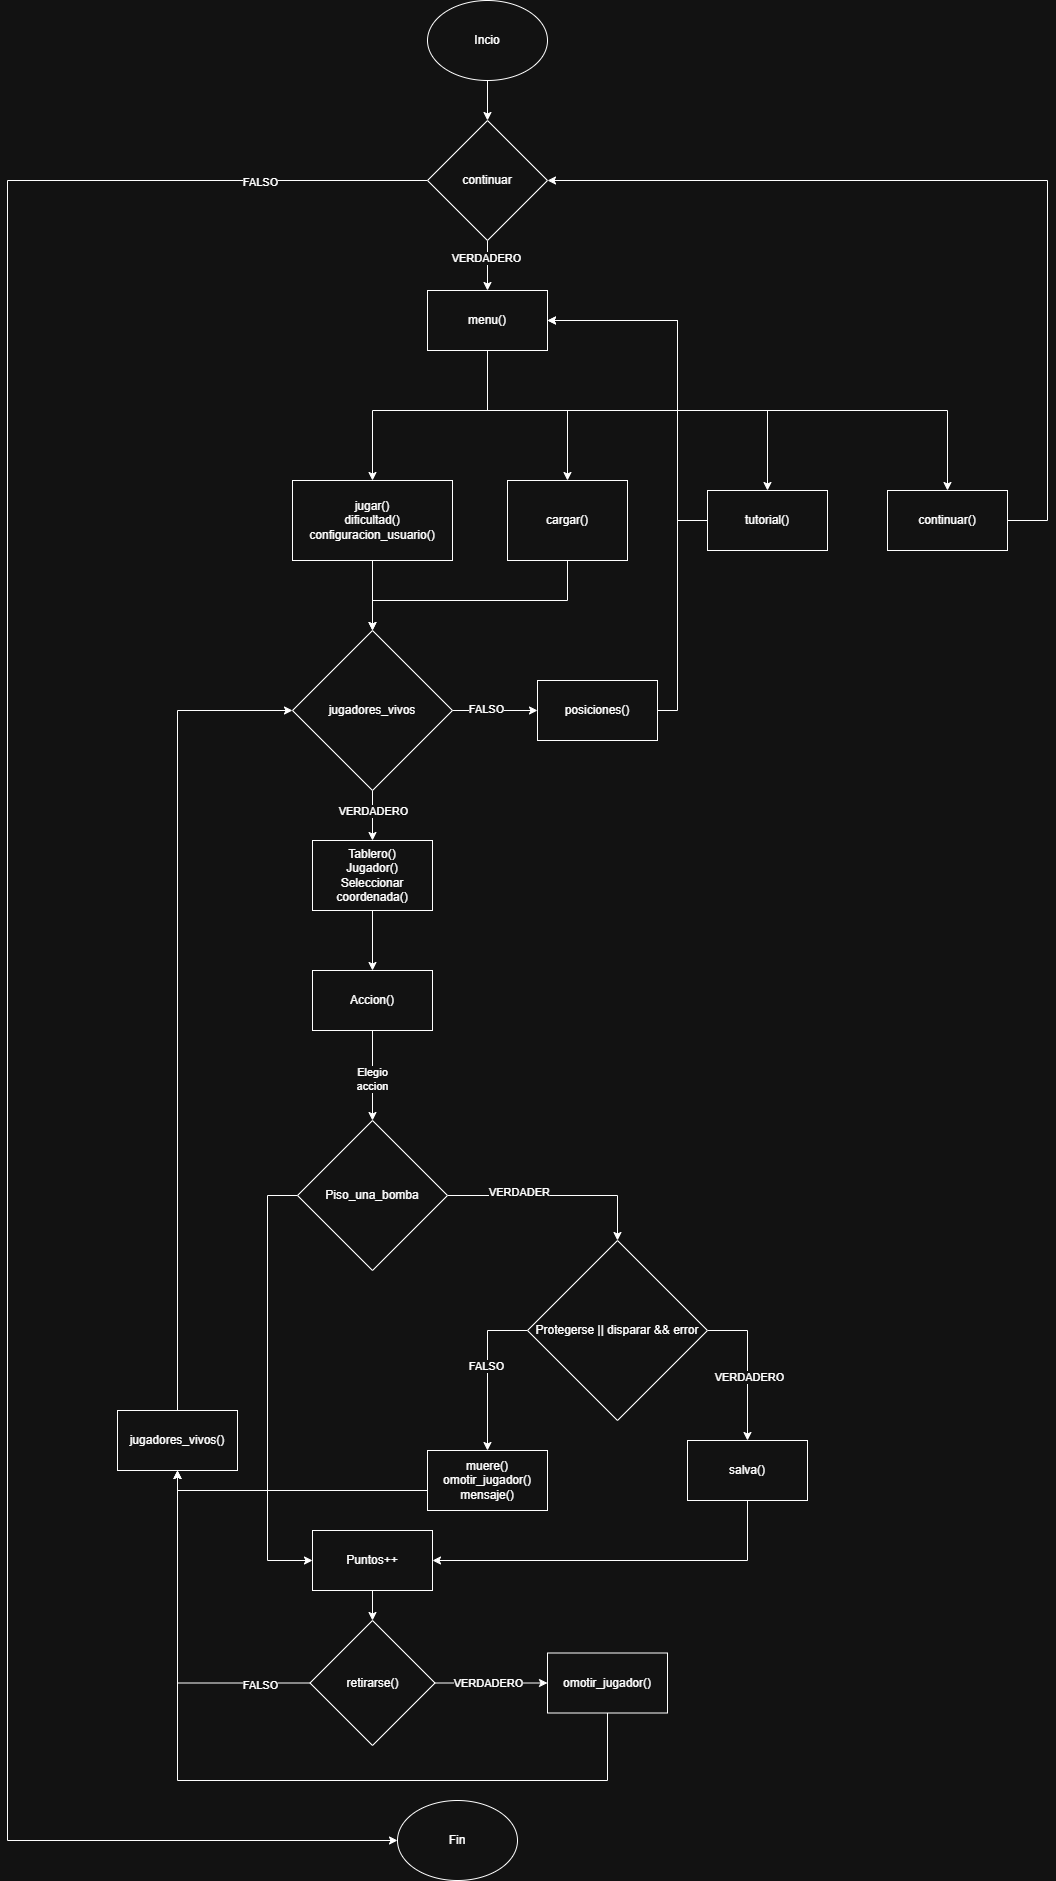 Incio
continuar
FALSO
VERDADERO
menu()
jugar()
dificultad()
configuracion_usuario()
cargar()
tutorial()
continuar()
jugadores_vivos
FALSO
posiciones()
VERDADERO
Tablero()
Jugador()
Seleccionar
coordenada()
Accion()
Elegio
accion
Piso_una_bomba
VERDADER
Protegerse || disparar && error
FALSO
VERDADERO
jugadores_vivos()
muere()
omotir_jugador()
mensaje()
salva()
Puntos++
retirarse()
FALSO
VERDADERO
omotir_jugador()
Fin